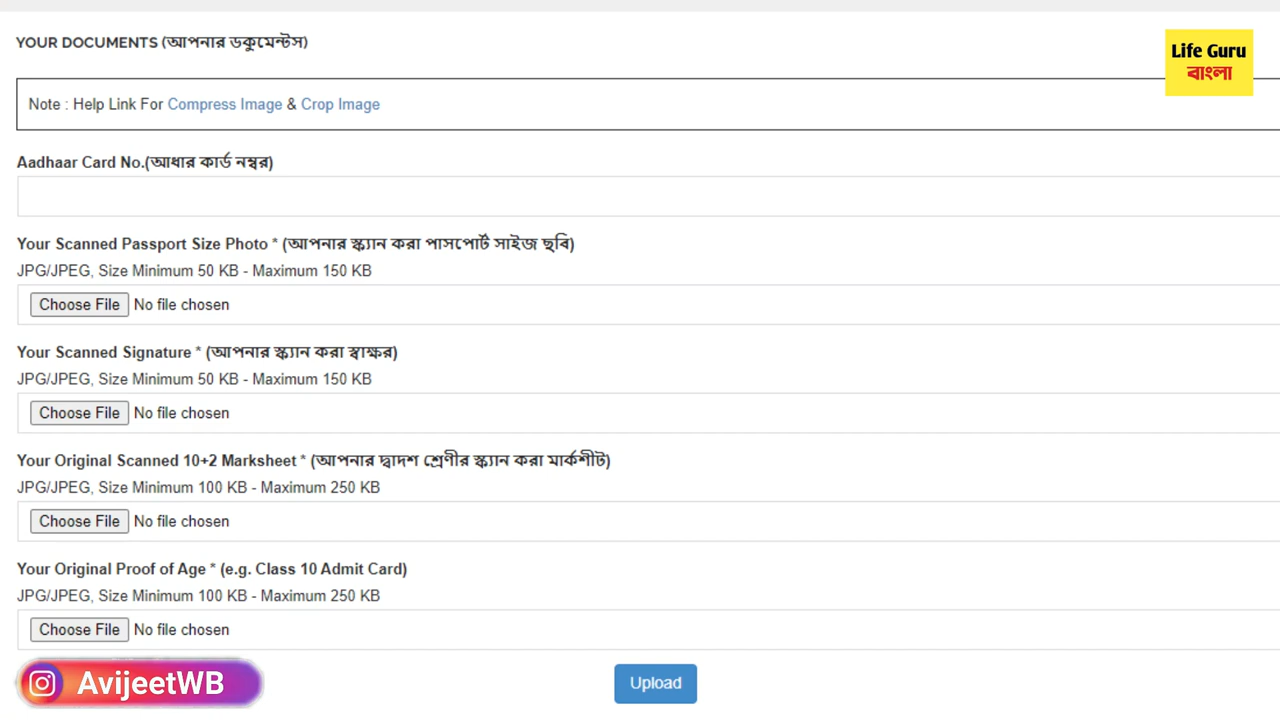 YOUR DOCUMENTS (আপনার ডকুমেন্টস)
Life Guru
বাংলা
Note : Help Link For Compress Image & Crop Image
Aadhaar Card No.(আধার কার্ড নম্বর)
Your Scanned Passport Size Photo * (আপনার স্ক্যান করা পাসপোর্ট সাইজ ছবি)
JPG/JPEG, Size Minimum 50 KB - Maximum 150 KB
Choose File No file chosen
Your Scanned Signature * (আপনার স্ক্যান করা স্বাক্ষর)
JPG/JPEG, Size Minimum 50 KB - Maximum 150 KB
Choose File No file chosen
Your Original Scanned 10+2 Marksheet * (আপনার দ্বাদশ শ্রেণীর স্ক্যান করা মার্কশীট)
JPG/JPEG, Size Minimum 100 KB - Maximum 250 KB
Choose File No file chosen
Your Original Proof of Age * (e.g. Class 10 Admit Card)
JPG/JPEG, Size Minimum 100 KB - Maximum 250 KB
Choose File No file chosen
AvijeetWB
Upload